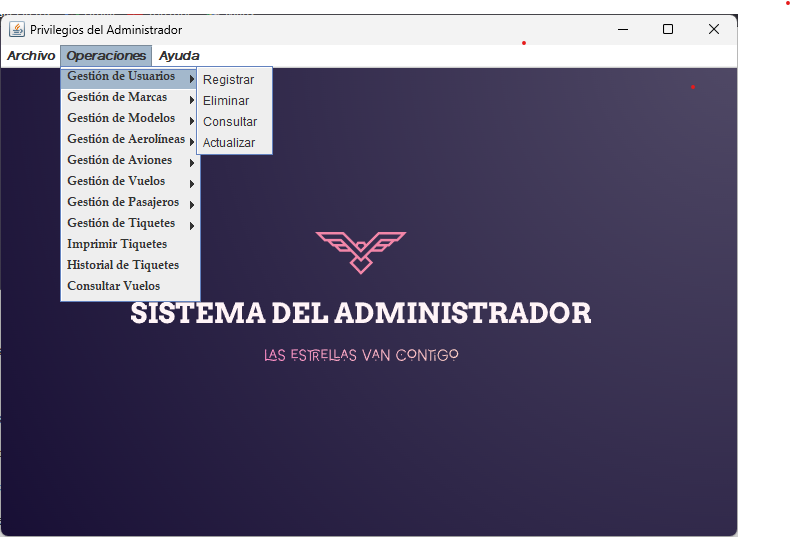 Privilegios del Administrador
Archivo Operaciones Ayuda
Gestión de Usuarios
Gestión de Marcas
Gestión de Modelos
Gestión de Aerolíneas
Gestión de Aviones
Gestión de Vuelos
Gestión de Pasajeros
Gestión de Tiquetes
Imprimir Tiquetes
Historial de Tiquetes
Consultar Vuelos
Registrar
Eliminar
Consultar
Actualizar
SISTEMA DEL ADMINISTRADOR
LAS ESTRELLAS VAN CONTIGO